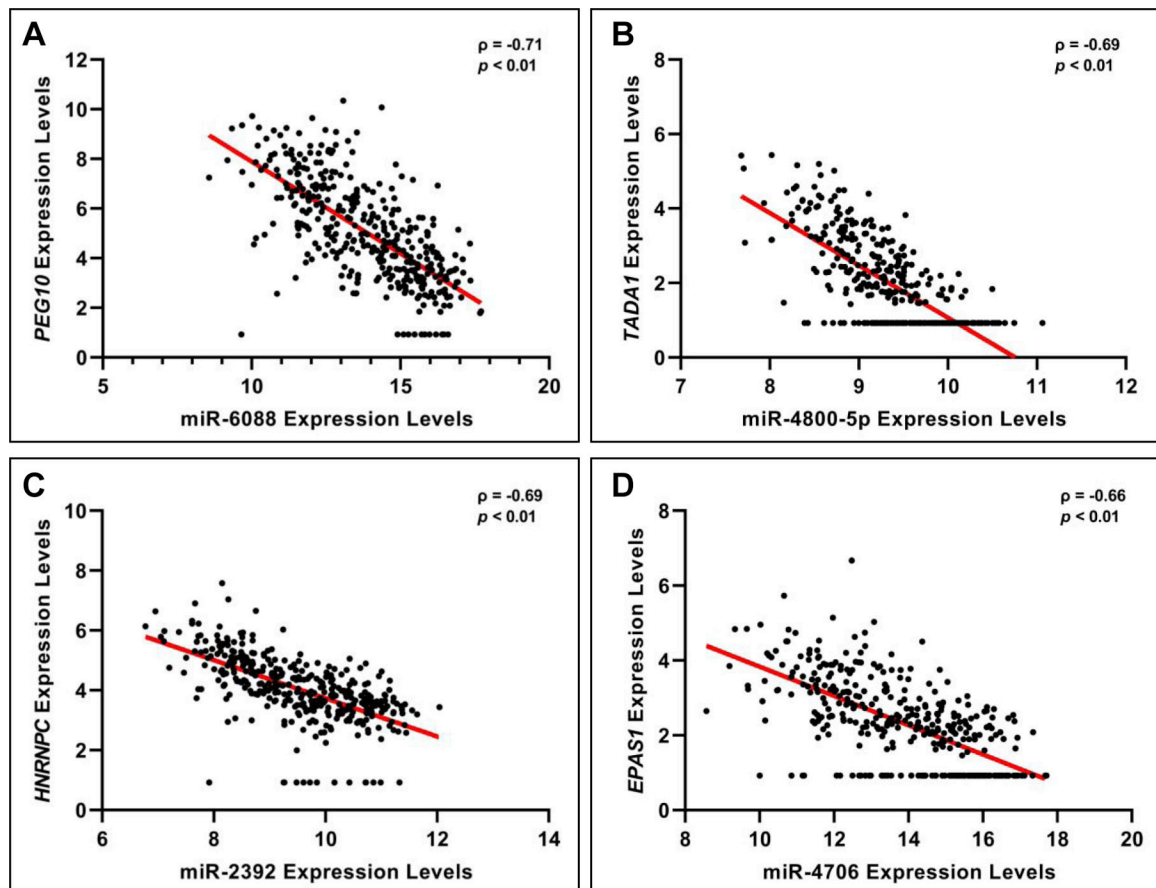 A
ρ = -0.71
p < 0.01
12
10
8
6
4
2
0
PEG10 Expression Levels
5 10 15 20
miR-6088 Expression Levels
B
ρ = -0.69
p < 0.01
8
6
4
2
0
TADA1 Expression Levels
7 8 9 10 11 12
miR-4800-5p Expression Levels
C
ρ = -0.69
p < 0.01
10
8
6
4
2
0
HNRNPC Expression Levels
6 8 10 12 14
miR-2392 Expression Levels
D
ρ = -0.66
p < 0.01
8
6
4
2
0
EPAS1 Expression Levels
8 10 12 14 16 18 20
miR-4706 Expression Levels